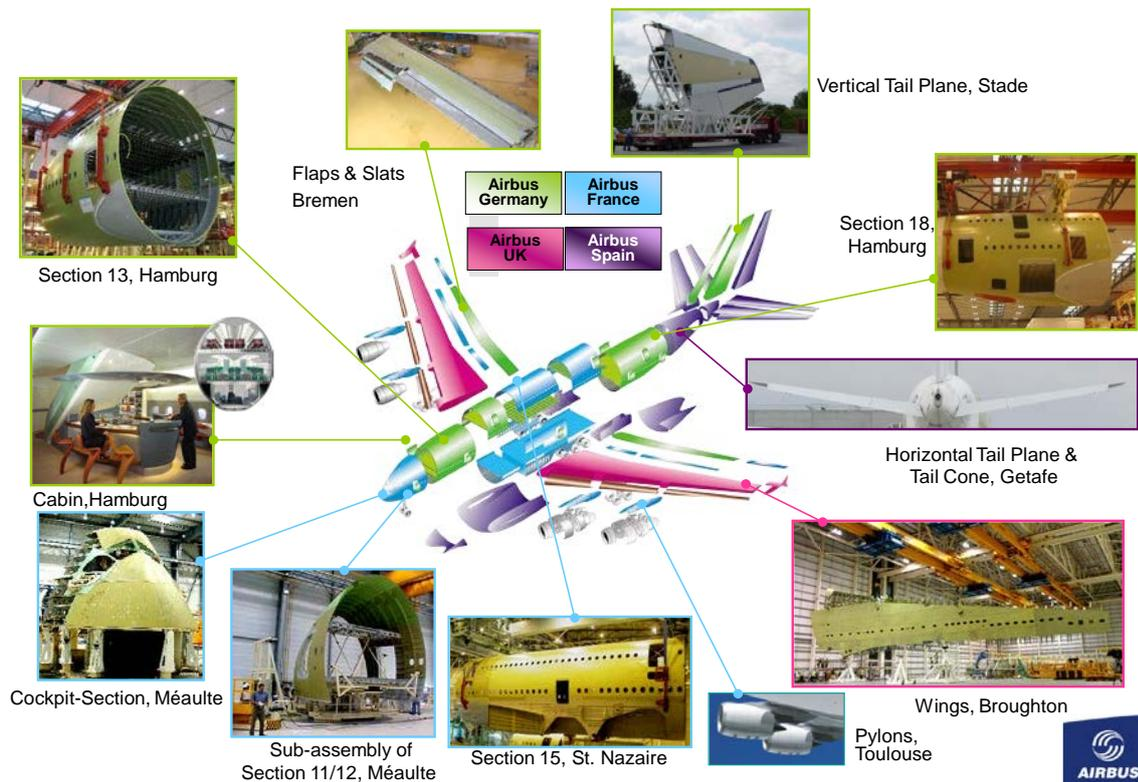 Vertical Tail Plane, Stade
Flaps & Slats
Bremen
Airbus
Germany
Airbus
France
Airbus
UK
Airbus
Spain
Section 18,
Hamburg
Section 13, Hamburg
Horizontal Tail Plane &
Tail Cone, Getafe
Cabin,Hamburg
Cockpit-Section, Méaulte
Sub-assembly of
Section 11/12, Méaulte
Section 15, St. Nazaire
Pylons,
Toulouse
Wings, Broughton
AIRBUS